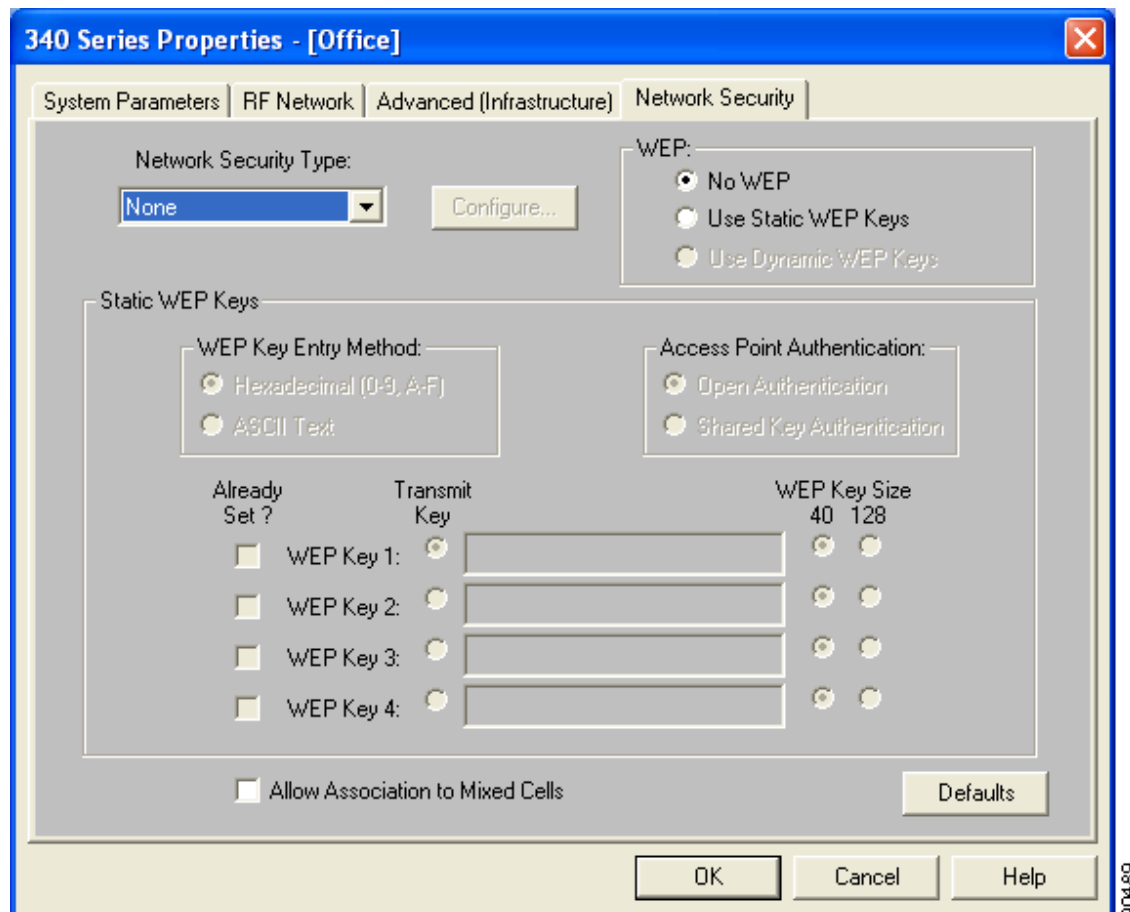 340 Series Properties - [Office]
System Parameters
RF Network
Advanced (Infrastructure)
Network Security
Network Security Type:
None
Configure...
WEP:
No WEP
Use Static WEP Keys
Use Dynamic WEP Keys
Static WEP Keys
WEP Key Entry Method:
Hexadecimal (0-9, A-F)
ASCII Text
Access Point Authentication:
Open Authentication
Shared Key Authentication
Already
Set ?
Transmit
Key
WEP Key Size
40 128
WEP Key 1:
WEP Key 2:
WEP Key 3:
WEP Key 4:
Allow Association to Mixed Cells
Defaults
OK
Cancel
Help